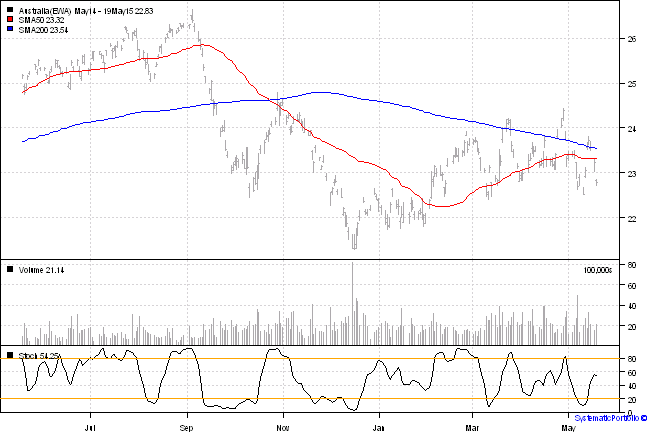 Australia(EWA) May14 - 19May15 22.83
SMA50 23.32
SMA200 23.54
26
25
24
23
22
Volume 21.14
100,000s
80
60
40
20
Stoch 54.25
80
60
40
20
0
Jul Sep Nov Jan Mar May
SystematicPortfolio ©